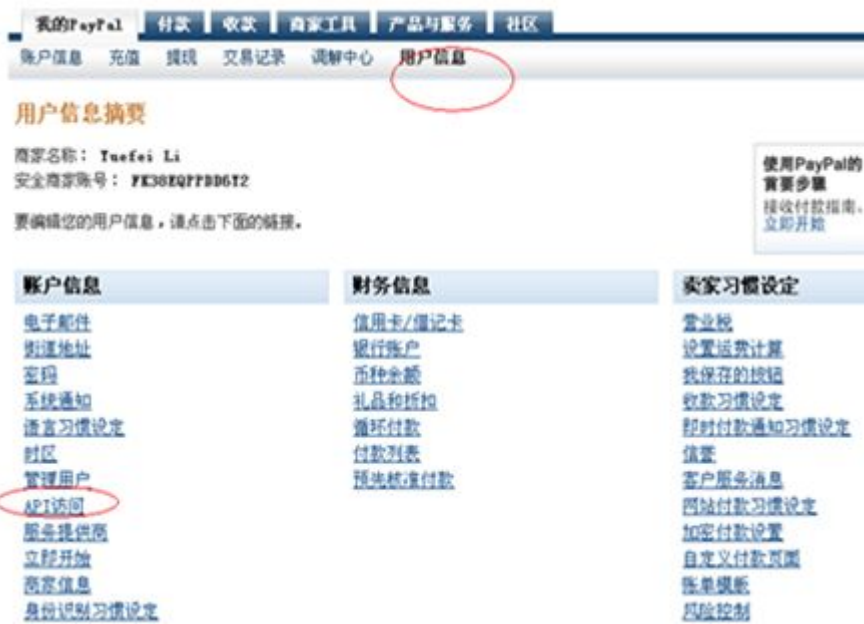 我的PayPal 付款 收款 商家工具 产品与服务 社区
账户信息 充值 提现 交易记录 调解中心 用户信息
用户信息摘要
商家名称： Yuefei Li
安全商家账号：
要编辑您的用户信息，请点击下面的链接。
使用PayPal的
首要步骤
接收付款指南。
立即开始
账户信息 财务信息 卖家习惯设定
电子邮件 信用卡/借记卡 营业税
街道地址 银行账户 设置运费计算
密码 币种余额 我保存的按钮
系统通知 礼品和折扣 收款习惯设定
语言习惯设定 循环付款 即时付款通知习惯设定
时区 付款列表 信誉
管理用户 预先核准付款 客户服务消息
API访问 网站付款习惯设定
服务提供商 加密付款设置
立即开始 自定义付款页面
商家信息 账单模板
身份识别习惯设定 风险控制